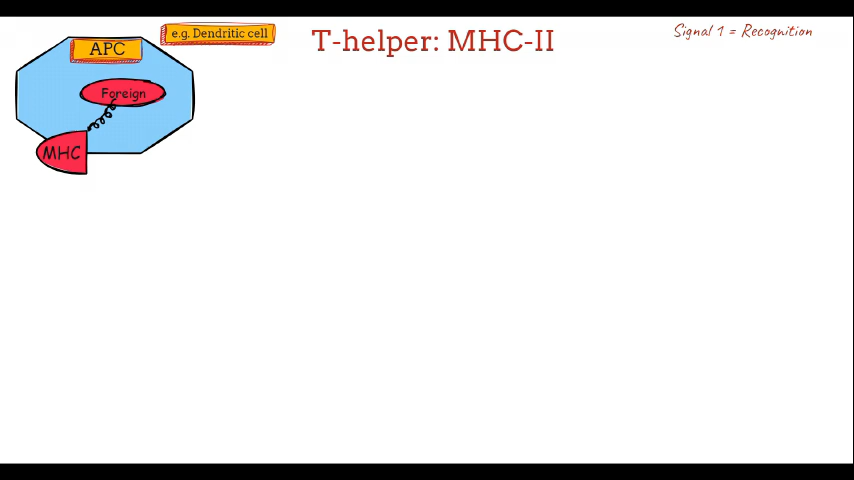 e.g. Dendritic cell
T-helper: MHC-II
Signal 1 = Recognition
APC
Foreign
MHC